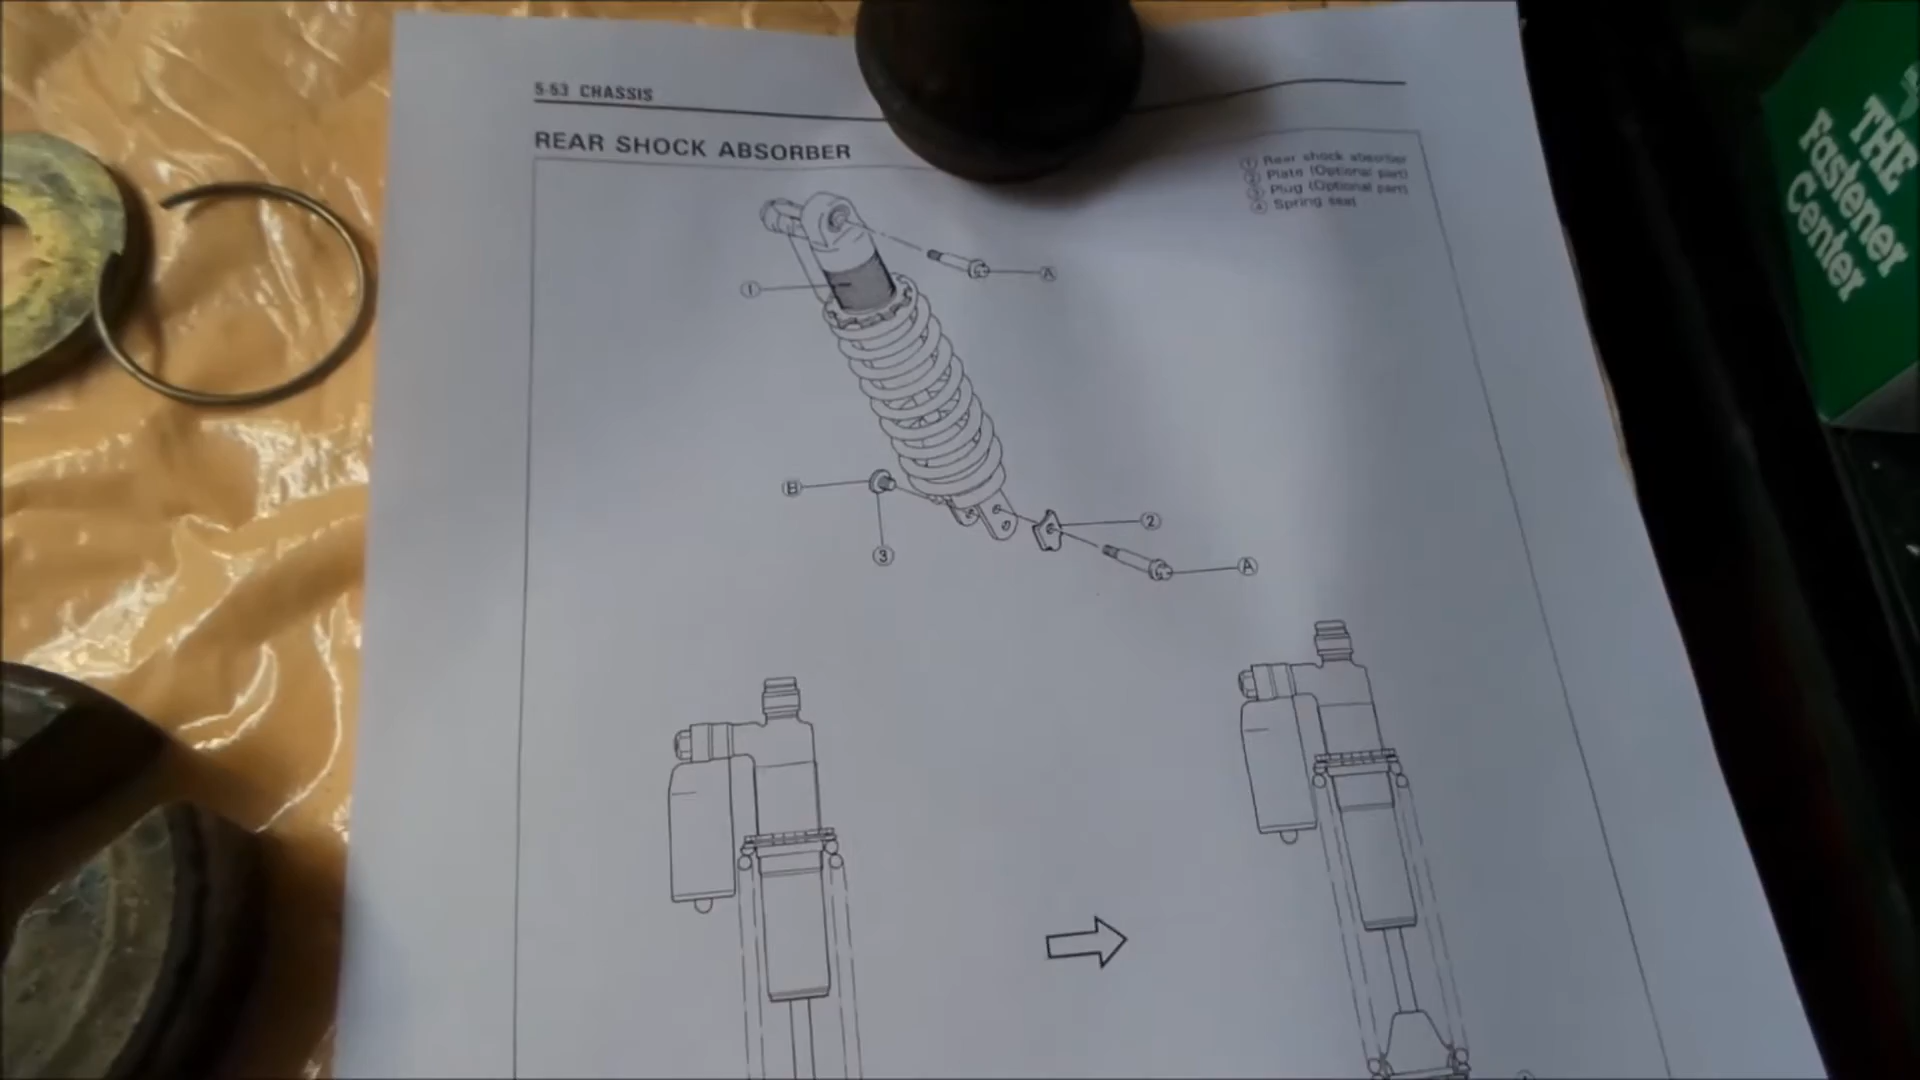 5-53 CHASSIS
REAR SHOCK ABSORBER
① Rear shock absorber
② Plate (Optional part)
③ Plug (Optional part)
④ Spring seat
Ⓐ
①
Ⓑ
②
③
Ⓐ
THE
Fastener
Center